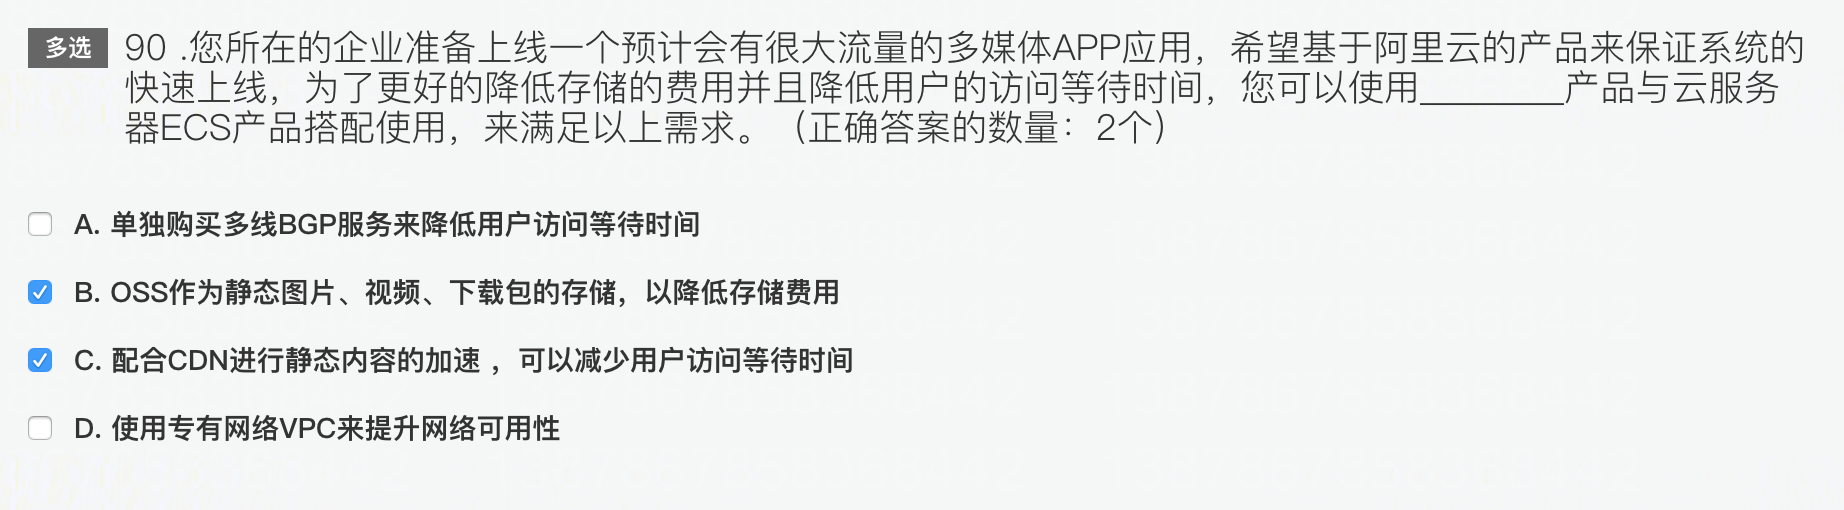 多选 90 .您所在的企业准备上线一个预计会有很大流量的多媒体APP应用，希望基于阿里云的产品来保证系统的
快速上线，为了更好的降低存储的费用并且降低用户的访问等待时间，您可以使用________产品与云服务
器ECS产品搭配使用，来满足以上需求。（正确答案的数量：2个）
A. 单独购买多线BGP服务来降低用户访问等待时间
B. OSS作为静态图片、视频、下载包的存储，以降低存储费用
C. 配合CDN进行静态内容的加速 ，可以减少用户访问等待时间
D. 使用专有网络VPC来提升网络可用性